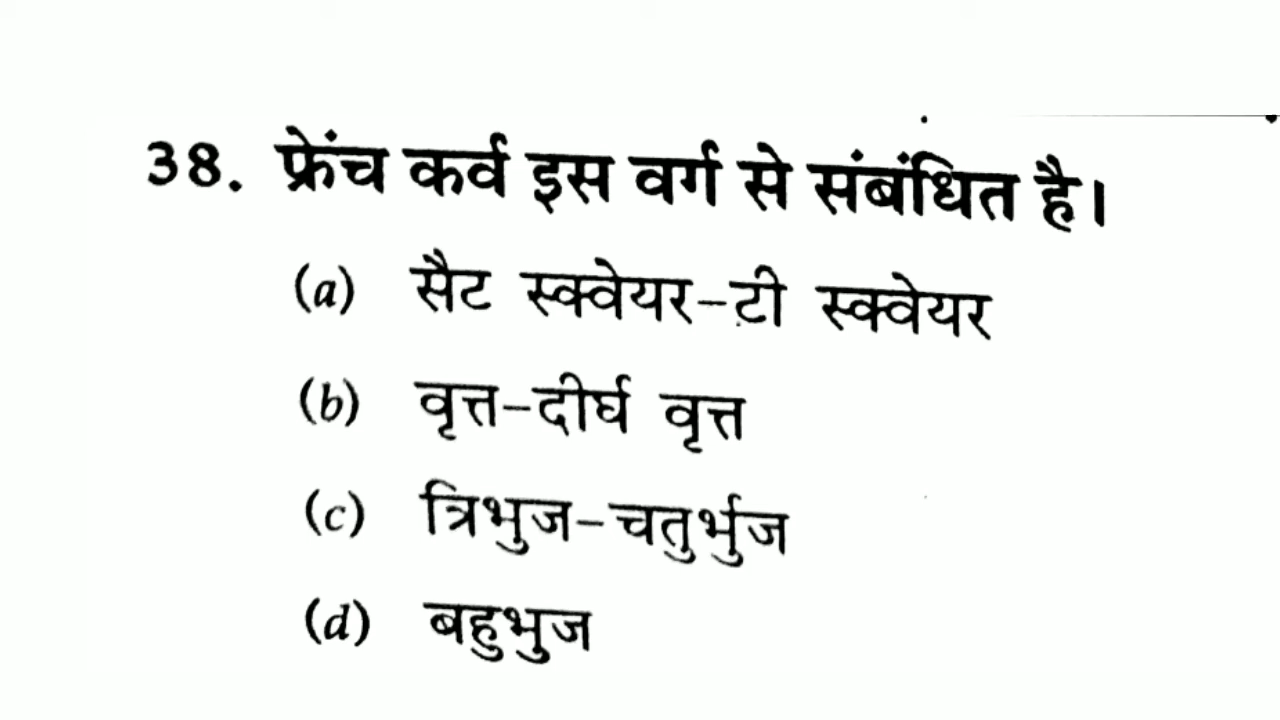 38. फ्रेंच कर्व इस वर्ग से संबंधित है।
(a) सैट स्क्वेयर-टी स्क्वेयर
(b) वृत्त-दीर्घ वृत्त
(c) त्रिभुज-चतुर्भुज
(d) बहुभुज